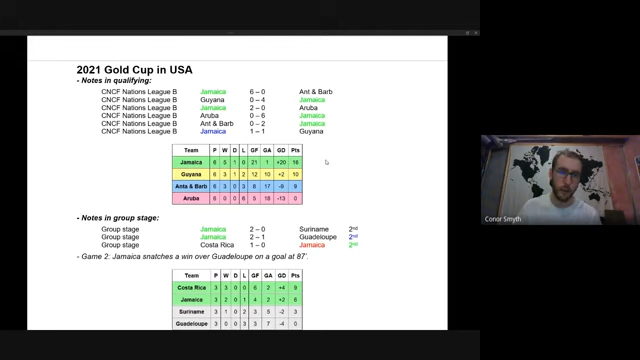 2021 Gold Cup in USA
- Notes in qualifying:
CNCF Nations League B Jamaica 6 – 0 Ant & Barb
CNCF Nations League B Guyana 0 – 4 Jamaica
CNCF Nations League B Jamaica 2 – 0 Aruba
CNCF Nations League B Aruba 0 – 6 Jamaica
CNCF Nations League B Ant & Barb 0 – 2 Jamaica
CNCF Nations League B Jamaica 1 – 1 Guyana
Team P W D L GF GA GD Pts
Jamaica 6 5 1 0 21 1 +20 16
Guyana 6 3 1 2 12 10 +2 10
Anta & Barb 6 3 0 3 8 17 -9 9
Aruba 6 0 0 6 5 18 -13 0
- Notes in group stage:
Group stage Jamaica 2 – 0 Suriname 2nd
Group stage Jamaica 2 – 1 Guadeloupe 2nd
Group stage Costa Rica 1 – 0 Jamaica 2nd
- Game 2: Jamaica snatches a win over Guadeloupe on a goal at 87'.
Team P W D L GF GA GD Pts
Costa Rica 3 3 0 0 6 2 +4 9
Jamaica 3 2 0 1 4 2 +2 6
Suriname 3 1 0 2 3 5 -2 3
Guadeloupe 3 0 0 3 3 7 -4 0
Conor Smyth